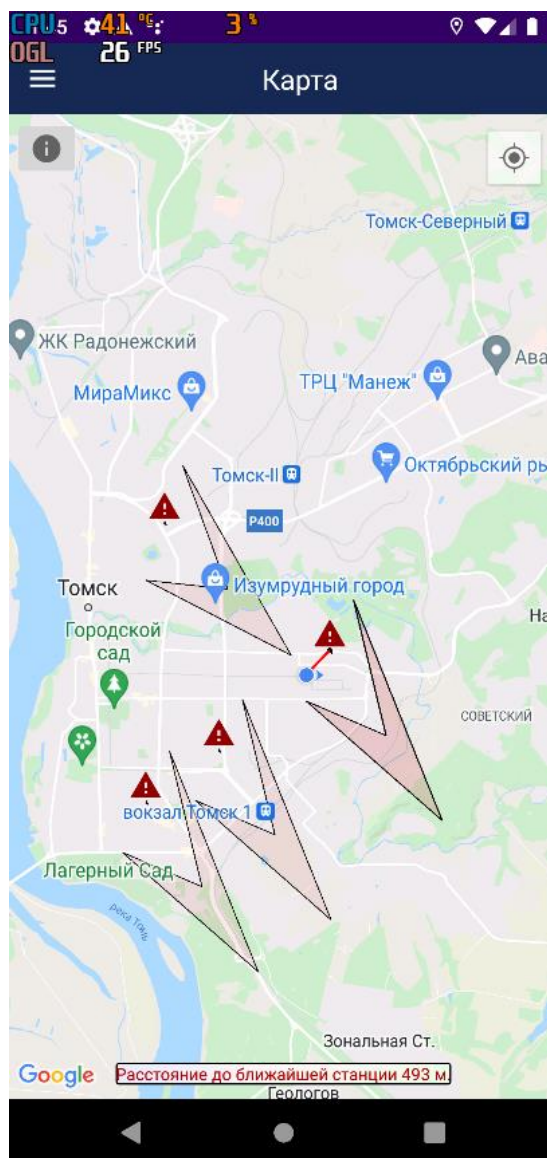 CPU 41 °C: 3 %
OGL 26 FPS
Карта
Томск-Северный
ЖК Радонежский
Ава
ТРЦ "Манеж"
МираМикс
Томск-II
Октябрьский ры
P400
Томск
Изумрудный город
На
Городской
сад
СОВЕТСКИЙ
вокзал Томск 1
Лагерный Сад
река Томь
Зональная Ст.
Google
Расстояние до ближайшей станции 493 м.
Геологов